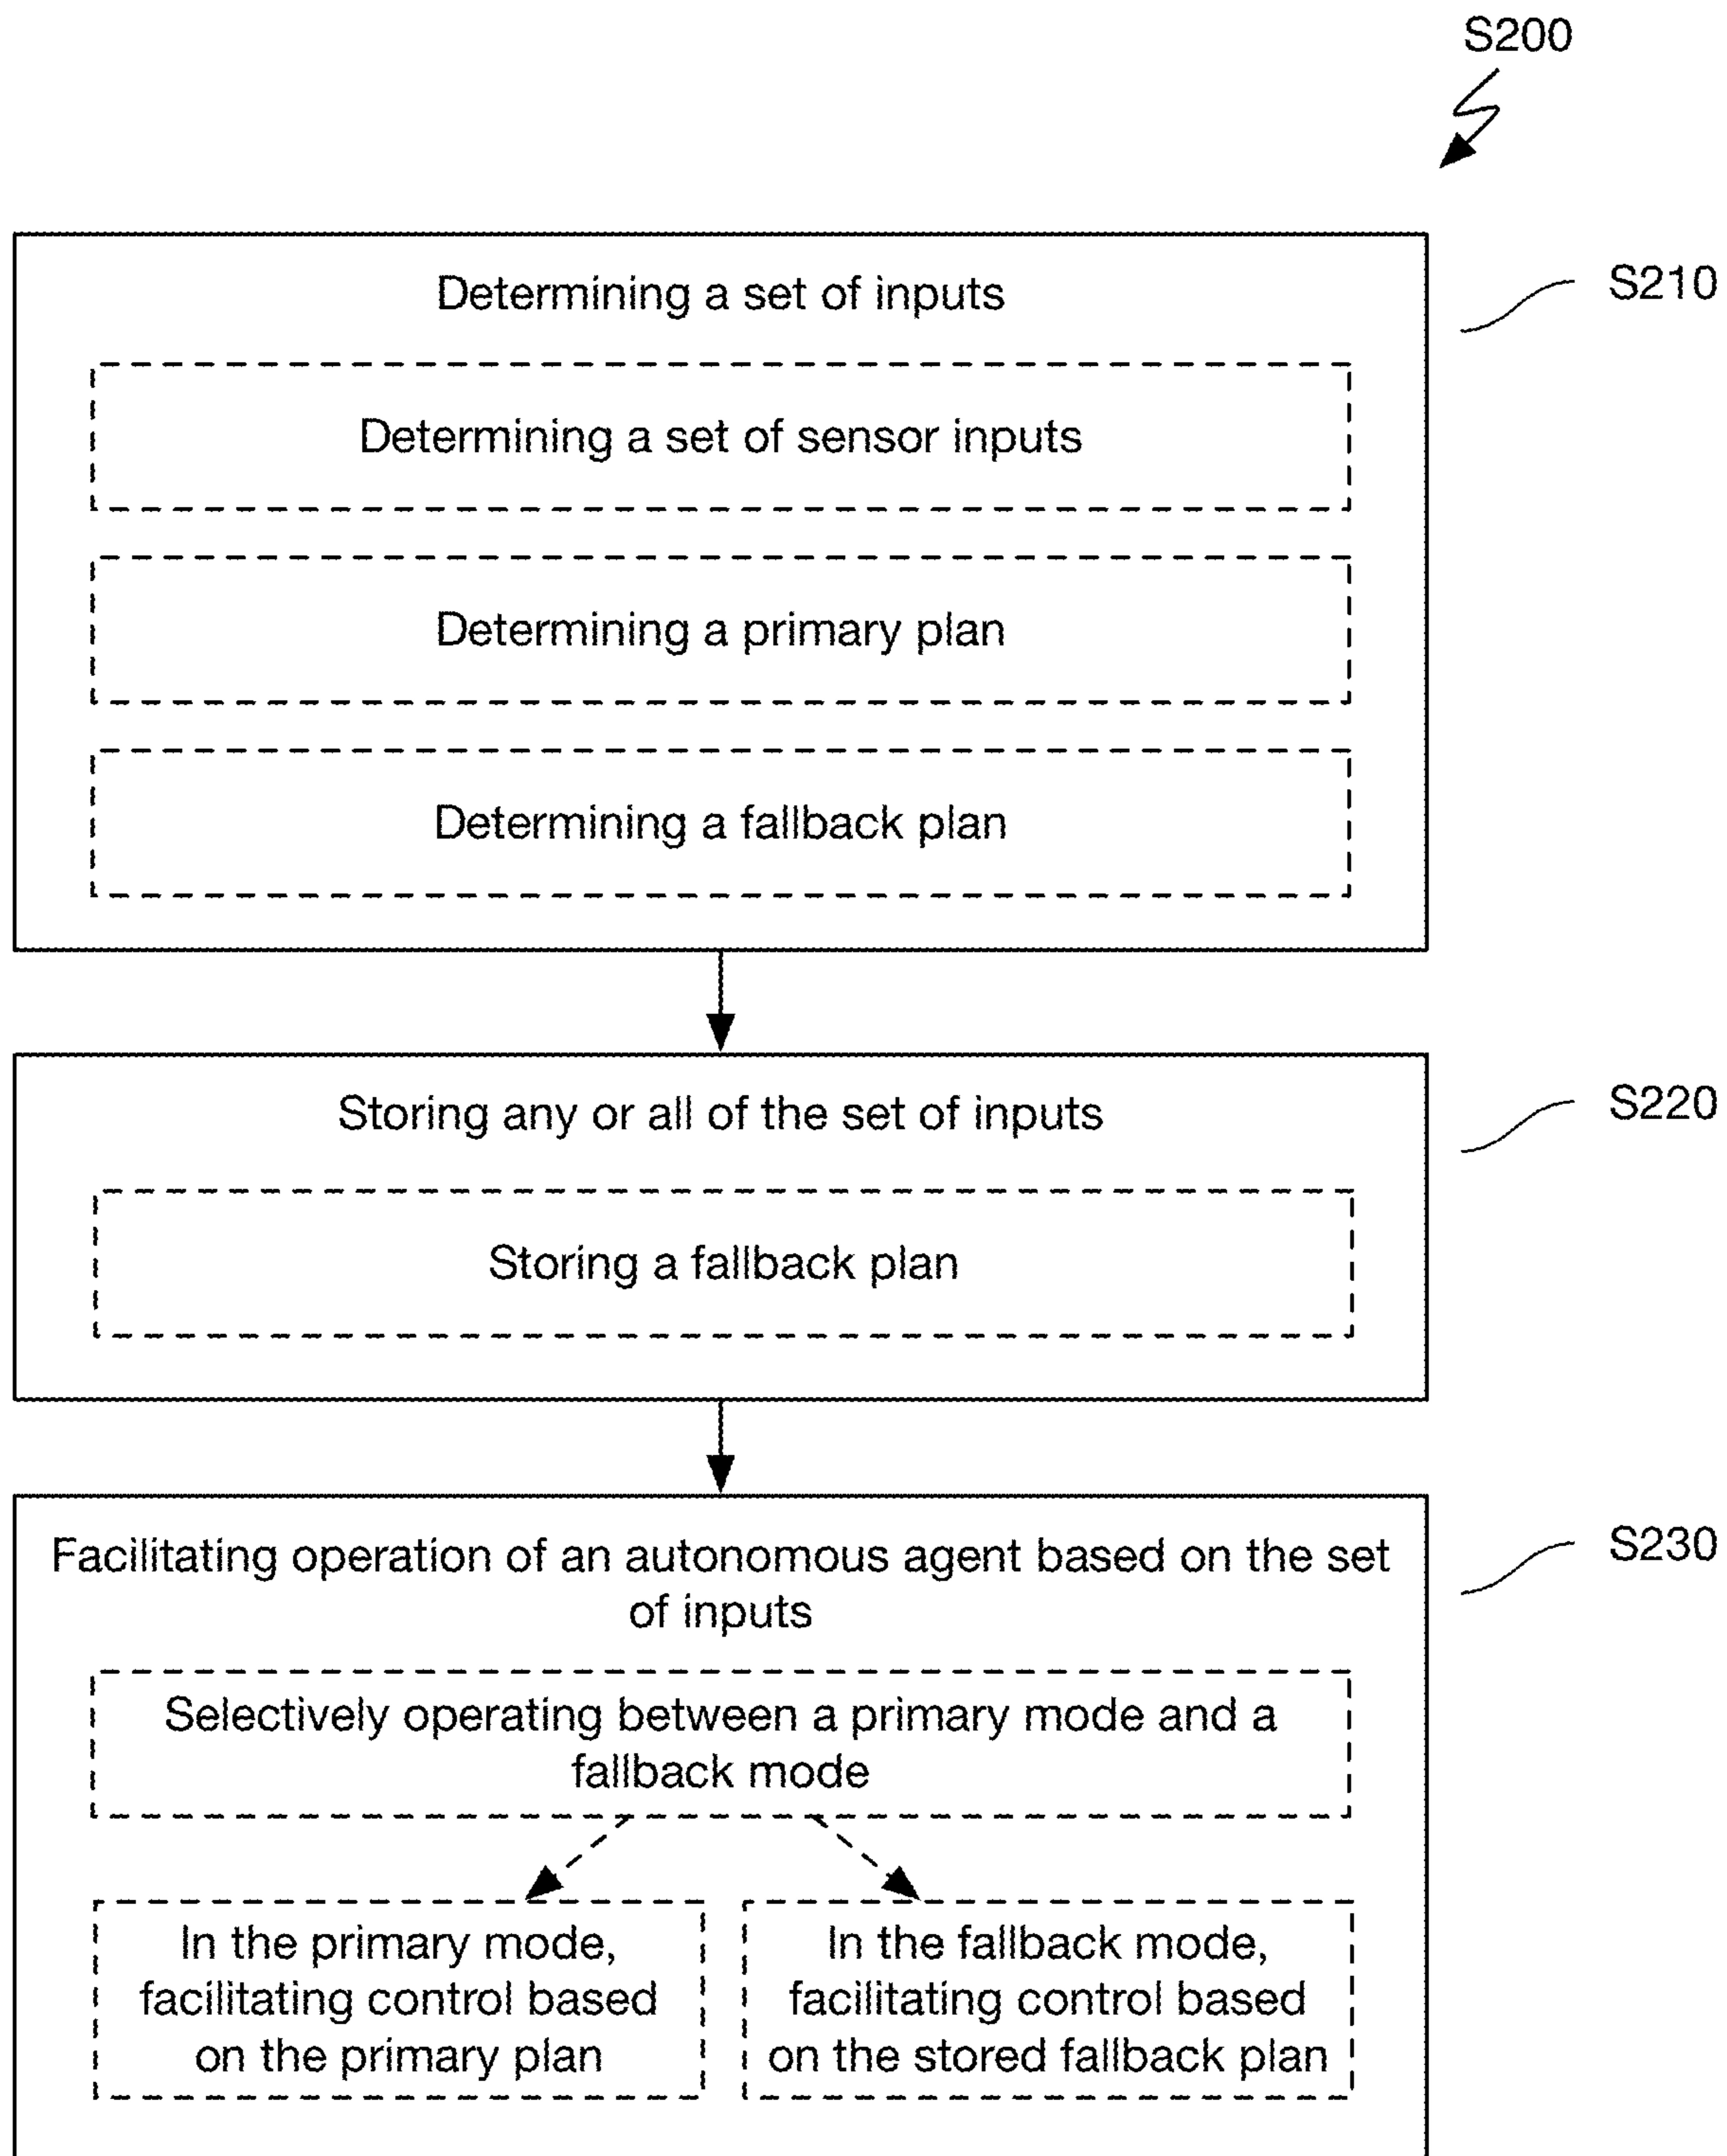 S200
Determining a set of inputs
S210
Determining a set of sensor inputs
Determining a primary plan
Determining a fallback plan
Storing any or all of the set of inputs
S220
Storing a fallback plan
Facilitating operation of an autonomous agent based on the set
of inputs
S230
Selectively operating between a primary mode and a
fallback mode
In the primary mode,
facilitating control based
on the primary plan
In the fallback mode,
facilitating control based
on the stored fallback plan